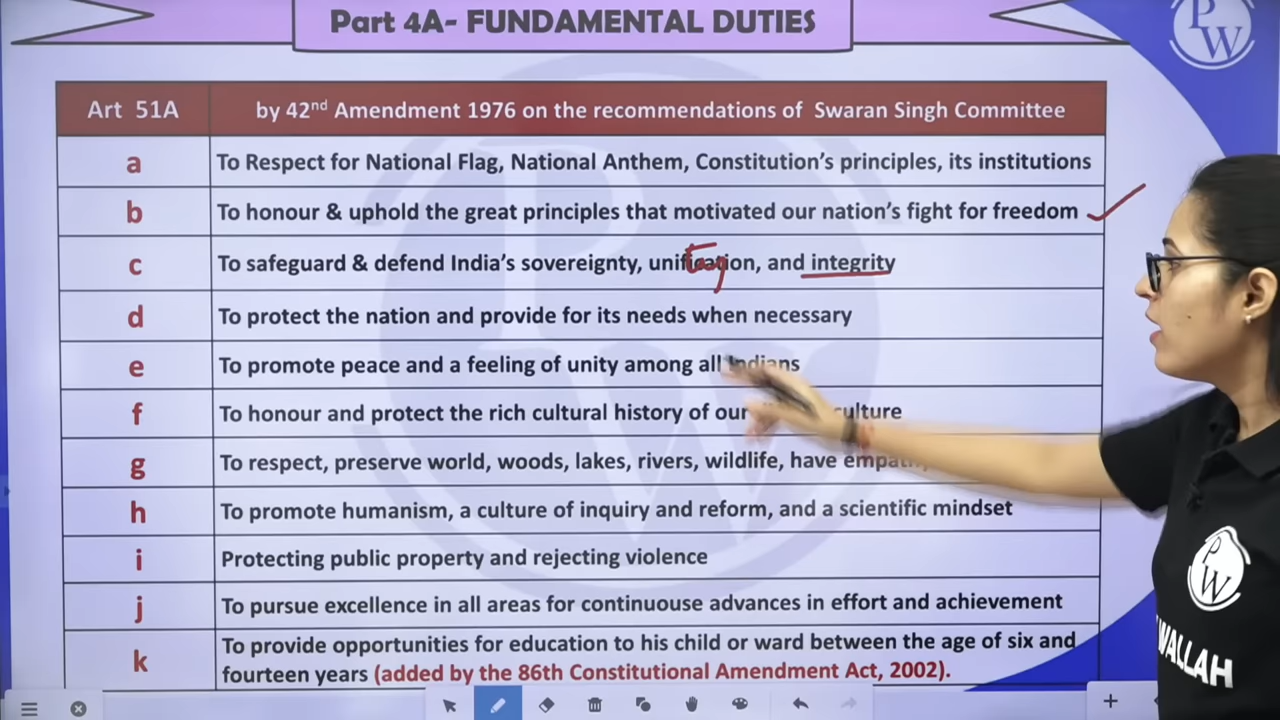 Part 4A- FUNDAMENTAL DUTIES
PW
Art 51A
by 42nd Amendment 1976 on the recommendations of Swaran Singh Committee
a
To Respect for National Flag, National Anthem, Constitution's principles, its institutions
b
To honour & uphold the great principles that motivated our nation's fight for freedom
c
To safeguard & defend India's sovereignty, unification, and integrity
d
To protect the nation and provide for its needs when necessary
e
To promote peace and a feeling of unity among all Indians
f
To honour and protect the rich cultural history of our culture
g
To respect, preserve world, woods, lakes, rivers, wildlife, have
h
To promote humanism, a culture of inquiry and reform, and a scientific mindset
i
Protecting public property and rejecting violence
j
To pursue excellence in all areas for continuouse advances in effort and achievement
k
To provide opportunities for education to his child or ward between the age of six and
fourteen years (added by the 86th Constitutional Amendment Act, 2002).
PW
WALLAH